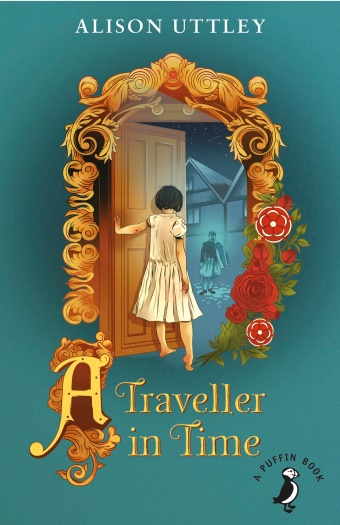 ALISON UTTLEY
A Traveller
in Time
A PUFFIN BOOK